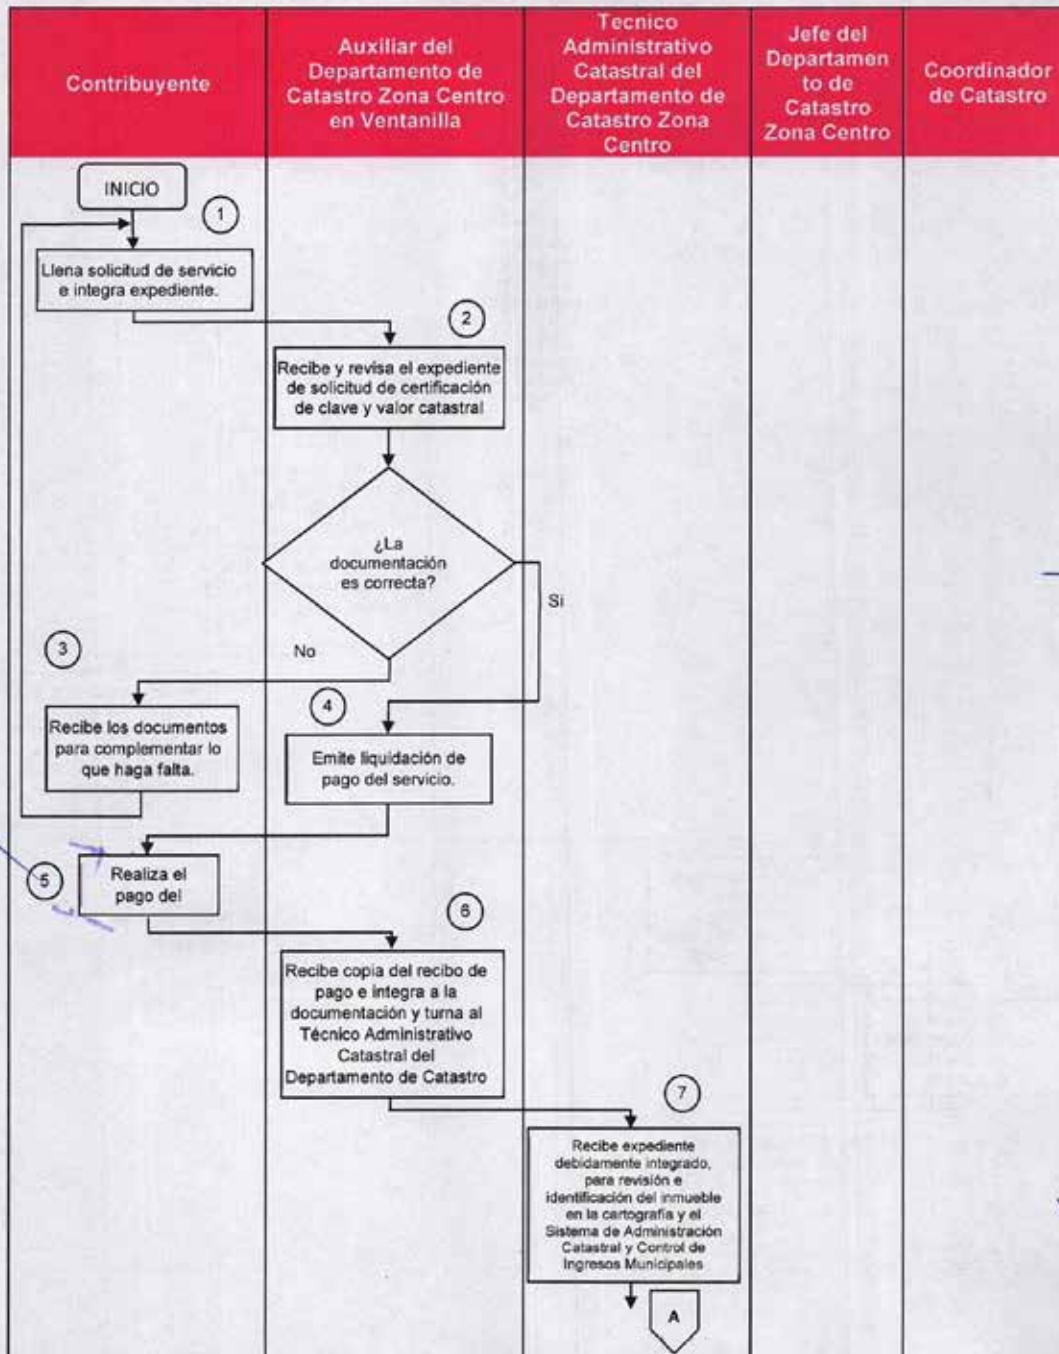 Contribuyente
Auxiliar del
Departamento de
Catastro Zona Centro
en Ventanilla
Tecnico
Administrativo
Catastral del
Departamento de
Catastro Zona
Centro
Jefe del
Departamen
to de
Catastro
Zona Centro
Coordinador
de Catastro
INICIO
1
Llena solicitud de servicio
e integra expediente.
2
Recibe y revisa el expediente
de solicitud de certificación
de clave y valor catastral
¿La
documentación
es correcta?
Si
No
3
Recibe los documentos
para complementar lo
que haga falta.
4
Emite liquidación de
pago del servicio.
5
Realiza el
pago del
6
Recibe copia del recibo de
pago e integra a la
documentación y turna al
Técnico Administrativo
Catastral del
Departamento de Catastro
7
Recibe expediente
debidamente integrado,
para revisión e
identificación del inmueble
en la cartografía y el
Sistema de Administración
Catastral y Control de
Ingresos Municipales
A